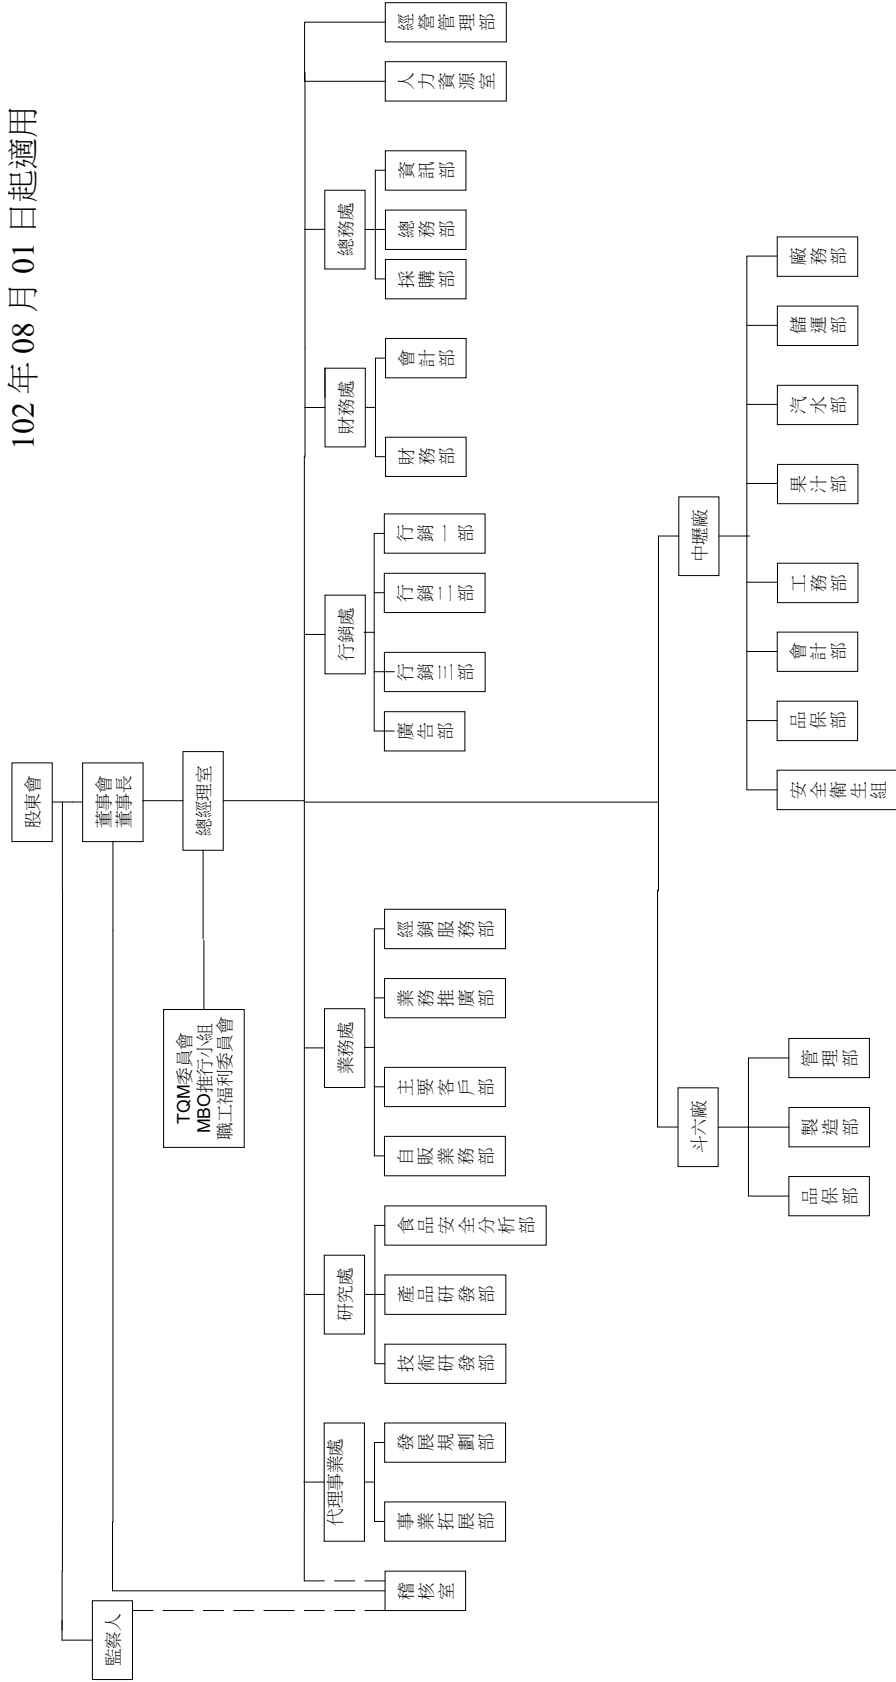 102 年 08 月 01 日起適用
股東會
監察人
董事會
董事長
總經理室
TQM委員會
MBO推行小組
職工福利委員會
稽核室
代理事業處
事業拓展部
發展規劃部
研究處
技術研發部
產品研發部
食品安全分析部
業務處
自販業務部
主要客戶部
業務推廣部
經銷服務部
行銷處
廣告部
行銷三部
行銷二部
行銷一部
財務處
財務部
會計部
總務處
採購部
總務部
資訊部
人力資源室
經營管理部
斗六廠
品保部
製造部
管理部
中壢廠
安全衛生組
品保部
會計部
工務部
果汁部
汽水部
儲運部
廠務部